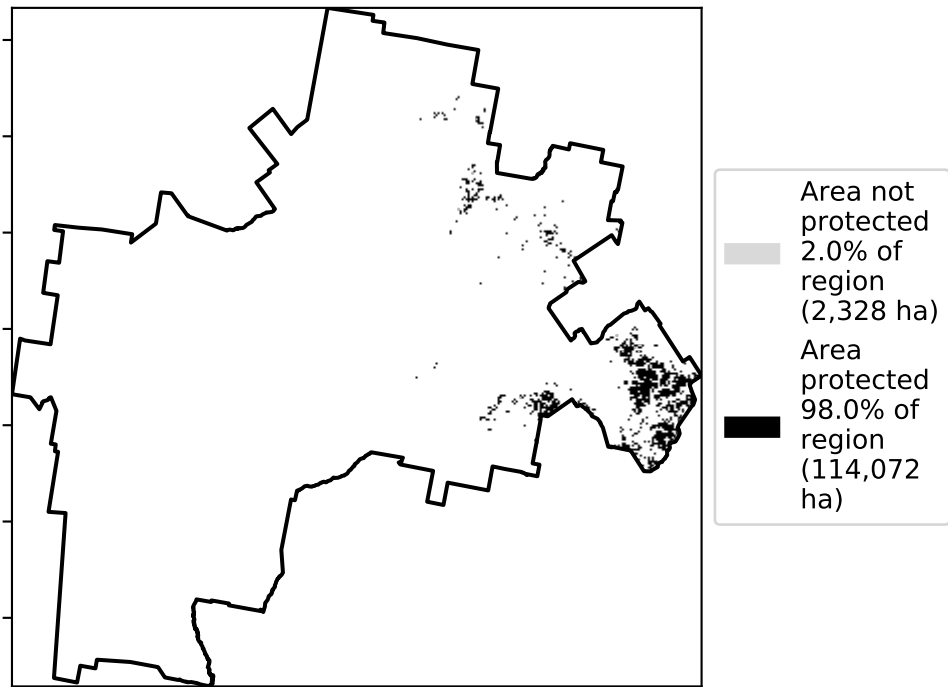 Area not
protected
2.0% of
region
(2,328 ha)
Area
protected
98.0% of
region
(114,072
ha)